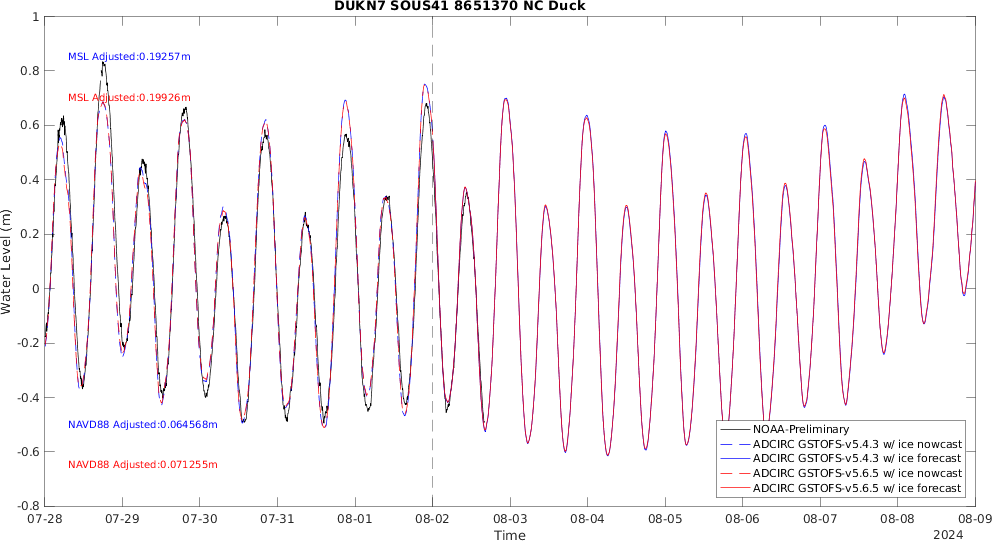 DUKN7 SOUS41 8651370 NC Duck
1
0.8
0.6
0.4
0.2
0
-0.2
-0.4
-0.6
-0.8
Water Level (m)
MSL Adjusted:0.19257m
MSL Adjusted:0.19926m
NAVD88 Adjusted:0.064568m
NAVD88 Adjusted:0.071255m
NOAA-Preliminary
ADCIRC GSTOFS-v5.4.3 w/ ice nowcast
ADCIRC GSTOFS-v5.4.3 w/ ice forecast
ADCIRC GSTOFS-v5.6.5 w/ ice nowcast
ADCIRC GSTOFS-v5.6.5 w/ ice forecast
07-28 07-29 07-30 07-31 08-01 08-02 08-03 08-04 08-05 08-06 08-07 08-08 08-09
Time
2024